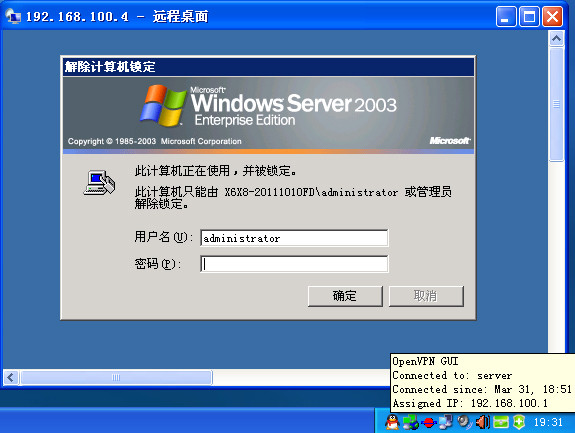 192.168.100.4 - 远程桌面
解除计算机锁定
Microsoft®
Windows Server 2003
Enterprise Edition
Copyright © 1985-2003 Microsoft Corporation
Microsoft
此计算机正在使用，并被锁定。
此计算机只能由 X6X8-20111010FD\administrator 或管理员
解除锁定。
用户名(U): administrator
密码(P):
确定 取消
OpenVPN GUI
Connected to: server
Connected since: Mar 31, 18:51
Assigned IP: 192.168.100.1
19:31